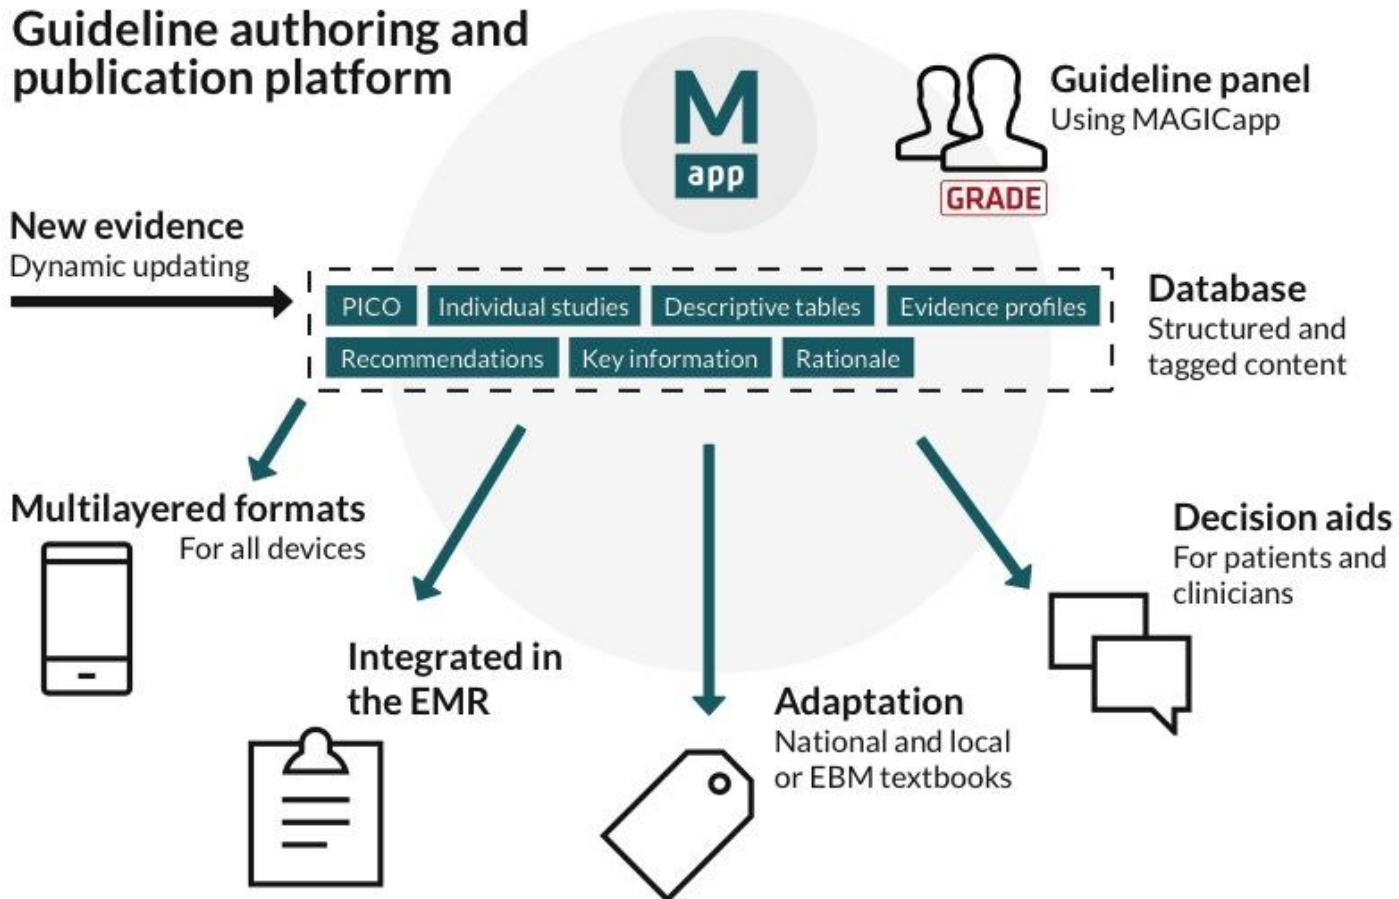 Guideline authoring and
publication platform
M
app
Guideline panel
Using MAGICapp
GRADE
New evidence
Dynamic updating
PICO
Individual studies
Descriptive tables
Evidence profiles
Recommendations
Key information
Rationale
Database
Structured and
tagged content
Multilayered formats
For all devices
Integrated in
the EMR
Adaptation
National and local
or EBM textbooks
Decision aids
For patients and
clinicians